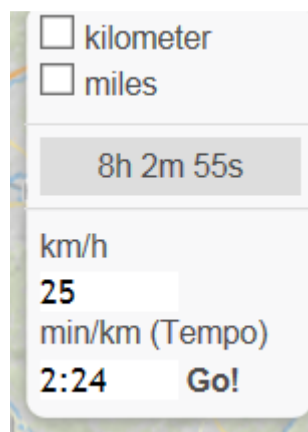 kilometer
miles
8h 2m 55s
km/h
25
min/km (Tempo)
2:24 Go!